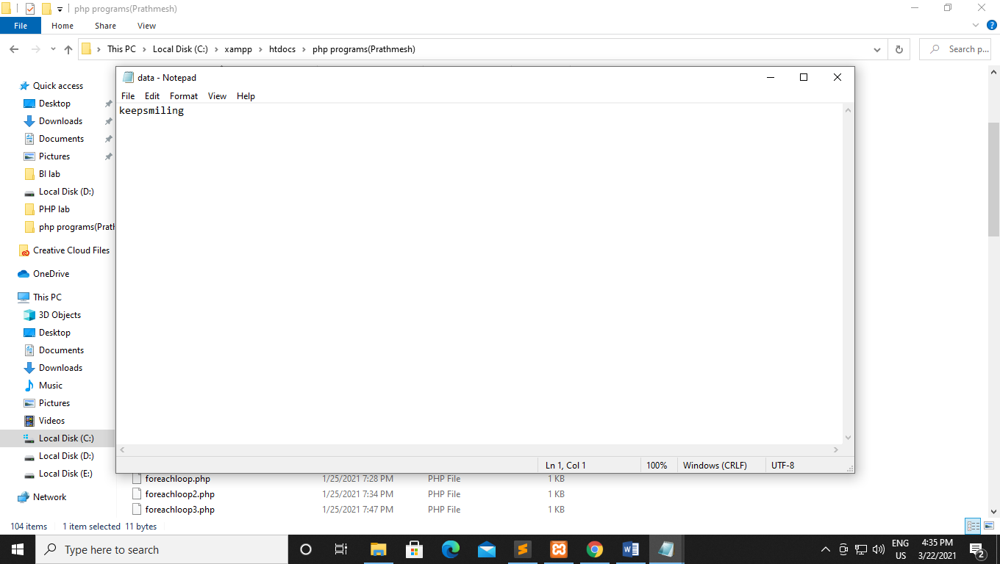 php programs(Prathmesh)
File Home Share View
This PC Local Disk (C:) xampp htdocs php programs(Prathmesh)
Search p...
data - Notepad
File Edit Format View Help
keepsmiling
Quick access
Desktop
Downloads
Documents
Pictures
BI lab
Local Disk (D:)
PHP lab
php programs(Prath
Creative Cloud Files
OneDrive
This PC
3D Objects
Desktop
Documents
Downloads
Music
Pictures
Videos
Local Disk (C:)
Local Disk (D:)
Local Disk (E:)
Network
Ln 1, Col 1 100% Windows (CRLF) UTF-8
foreachloop.php 1/25/2021 7:28 PM PHP File 1 KB
foreachloop2.php 1/25/2021 7:34 PM PHP File 1 KB
foreachloop3.php 1/25/2021 7:47 PM PHP File 1 KB
104 items 1 item selected 11 bytes
Type here to search
ENG
US
4:35 PM
3/22/2021
2